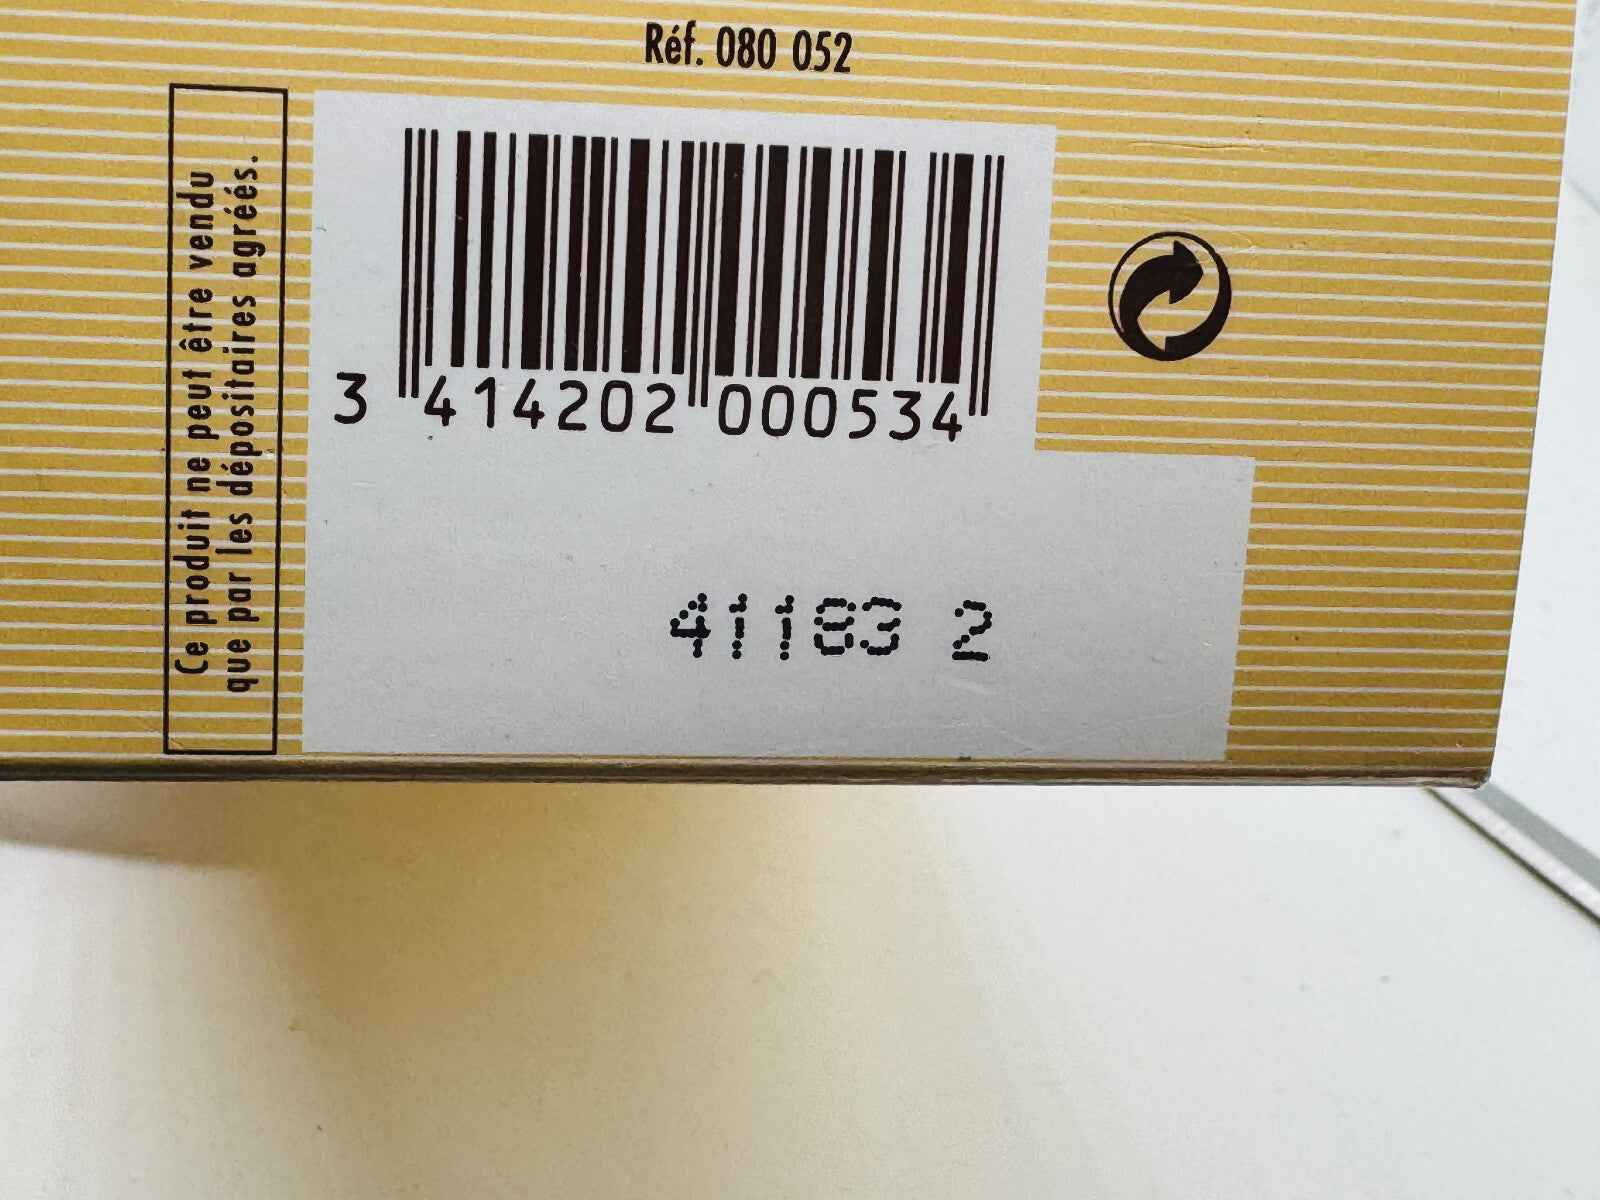 Réf. 080 052
Ce produit ne peut être vendu
que par les dépositaires agréés.
3 414202 000534
41183 2